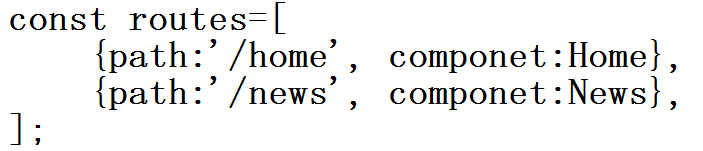 const routes=[
    {path:'/home', componet:Home},
    {path:'/news', componet:News},
];